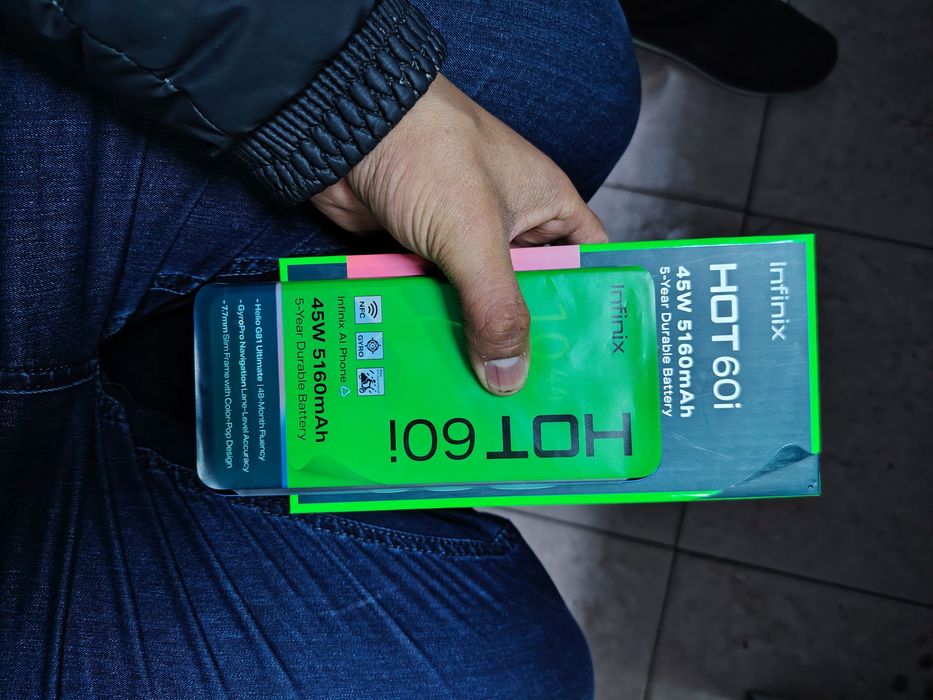 Infinix
HOT 60i
45W 5160mAh
5-Year Durable Battery
Infinix
HOT 60i
NFC
GYRO
Infinix AI Phone
45W 5160mAh
5-Year Durable Battery
- Helio G81 Ultimate | 48-Month Fluency
- GyroPro Navigation Lane-Level Accuracy
- 7.7mm Slim Frame with Color-Pop Design